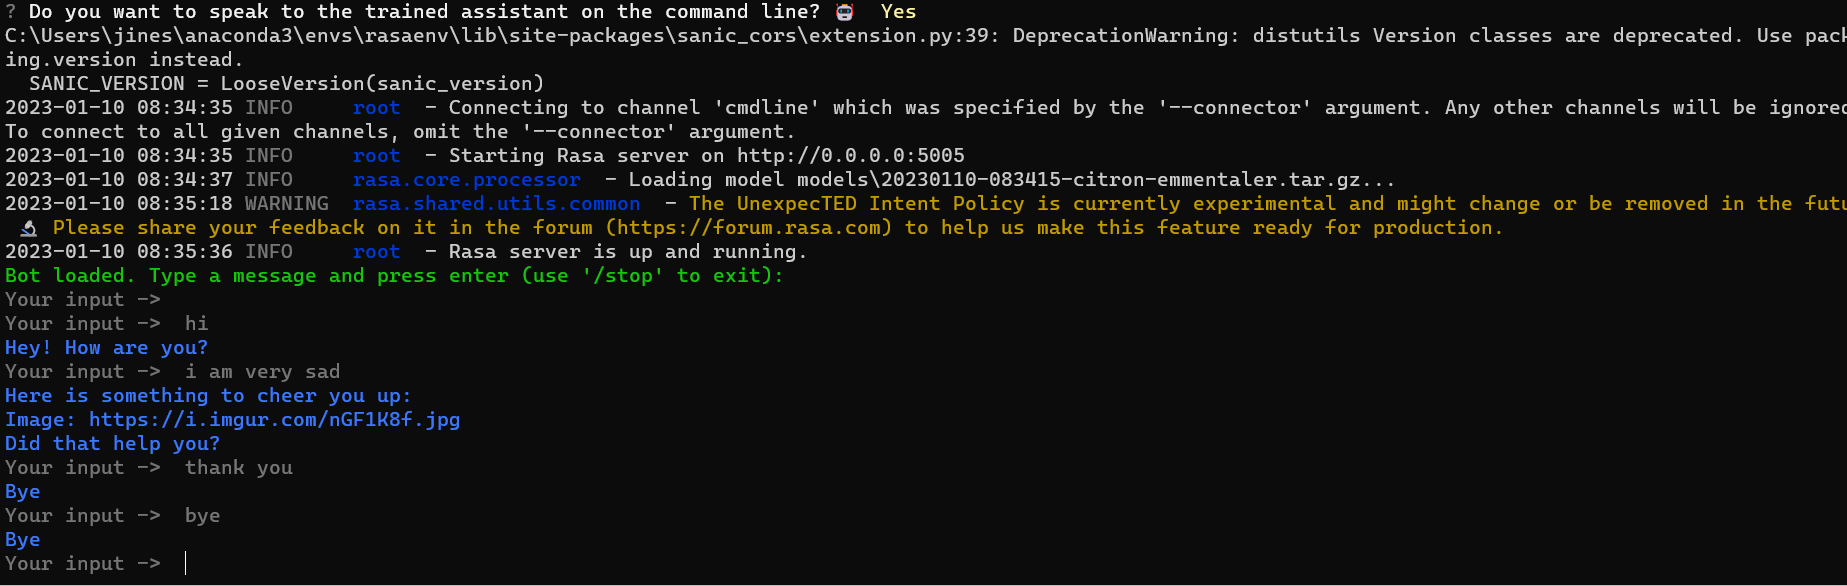 ? Do you want to speak to the trained assistant on the command line? 🤖  Yes
C:\Users\jines\anaconda3\envs\rasaenv\lib\site-packages\sanic_cors\extension.py:39: DeprecationWarning: distutils Version classes are deprecated. Use pack
ing.version instead.
  SANIC_VERSION = LooseVersion(sanic_version)
2023-01-10 08:34:35 INFO     root  - Connecting to channel 'cmdline' which was specified by the '--connector' argument. Any other channels will be ignored
To connect to all given channels, omit the '--connector' argument.
2023-01-10 08:34:35 INFO     root  - Starting Rasa server on http://0.0.0.0:5005
2023-01-10 08:34:37 INFO     rasa.core.processor  - Loading model models\20230110-083415-citron-emmentaler.tar.gz...
2023-01-10 08:35:18 WARNING  rasa.shared.utils.common  - The UnexpecTED Intent Policy is currently experimental and might change or be removed in the futu
🔬 Please share your feedback on it in the forum (https://forum.rasa.com) to help us make this feature ready for production.
2023-01-10 08:35:36 INFO     root  - Rasa server is up and running.
Bot loaded. Type a message and press enter (use '/stop' to exit):
Your input ->
Your input ->  hi
Hey! How are you?
Your input ->  i am very sad
Here is something to cheer you up:
Image: https://i.imgur.com/nGF1K8f.jpg
Did that help you?
Your input ->  thank you
Bye
Your input ->  bye
Bye
Your input ->